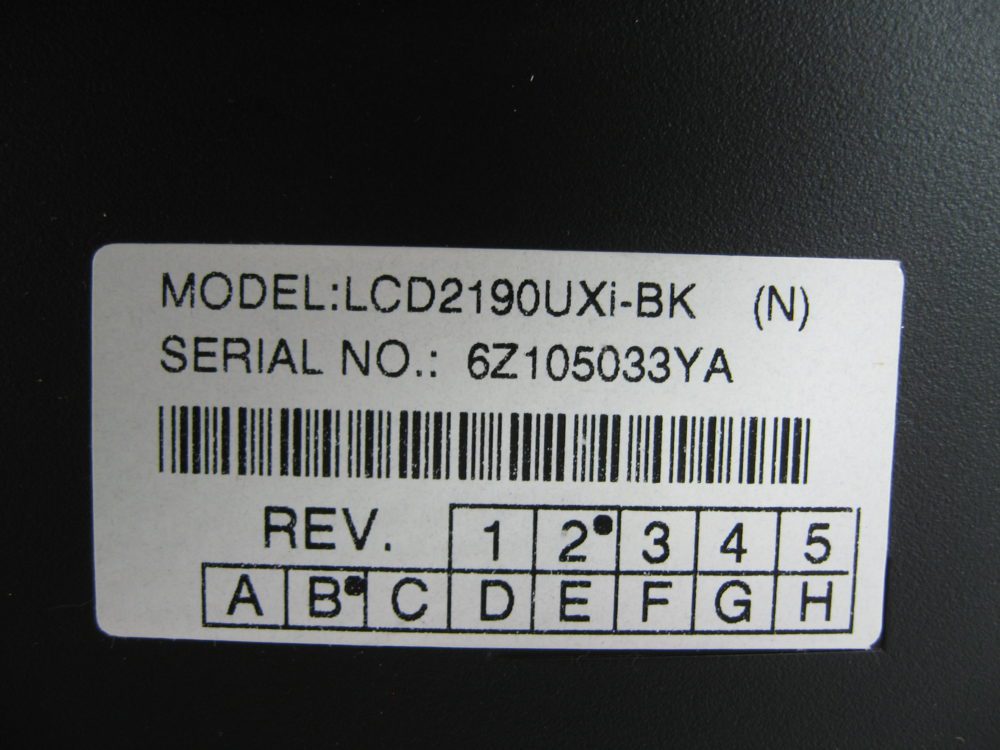 MODEL:LCD2190UXi-BK (N)
SERIAL NO.: 6Z105033YA
REV. 1 2 3 4 5
A B C D E F G H